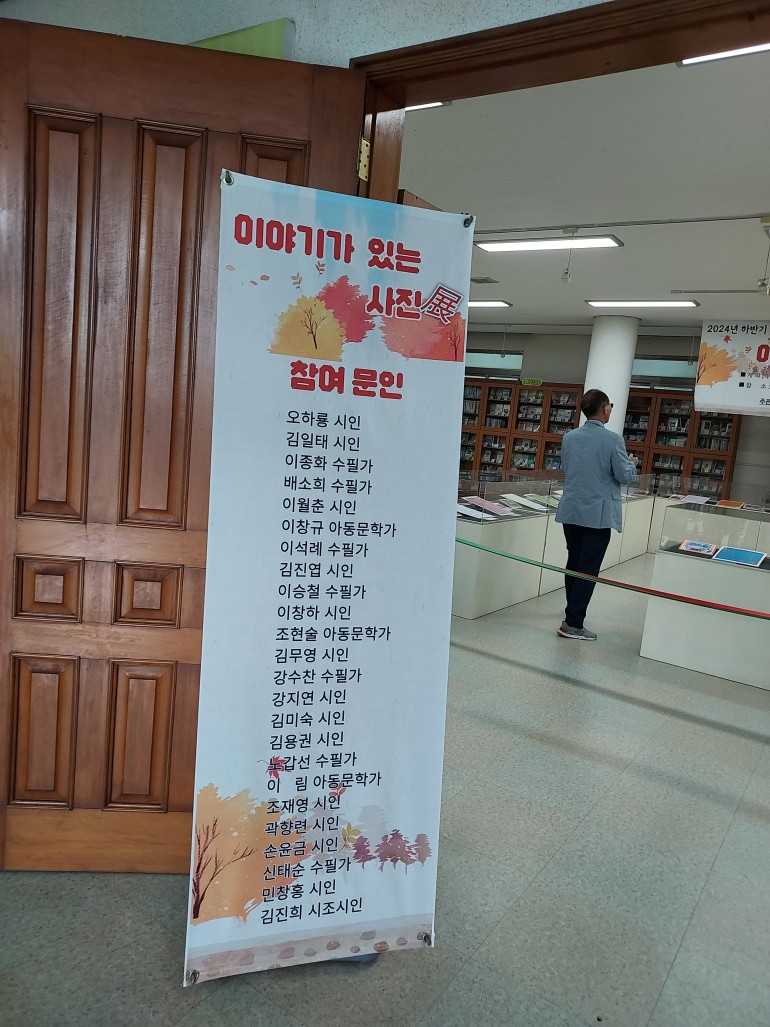 이야기가 있는
사진展
참여 문인
오하룡 시인
김일태 시인
이종화 수필가
배소희 수필가
이월춘 시인
이창규 아동문학가
이석례 수필가
김진엽 시인
이승철 수필가
이창하 시인
조현술 아동문학가
김무영 시인
강수찬 수필가
강지연 시인
김미숙 시인
김용권 시인
노갑선 수필가
이 림 아동문학가
조재영 시인
곽향련 시인
손윤금 시인
신태순 수필가
민창홍 시인
김진희 시조시인
2024년 하반기